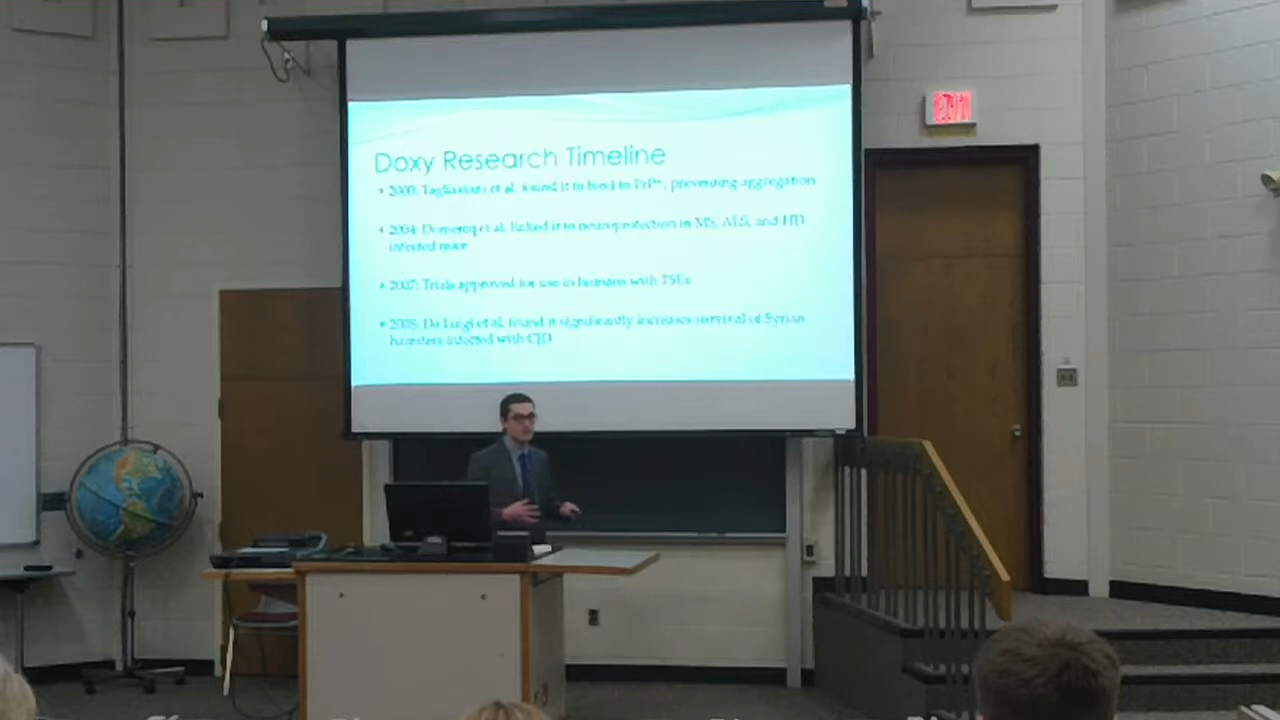 Doxy Research Timeline
• 2000: Tagliavini et al. found it to bind to PrPˢᶜ, preventing aggregation
• 2004: Domercq et al. linked it to neuroprotection in MS, ALS, and HD
infected mice
• 2007: Trials approved for use in humans with TSEs
• 2008: De Luigi et al. found it significantly increases survival of Syrian
hamsters infected with CJD
EXIT